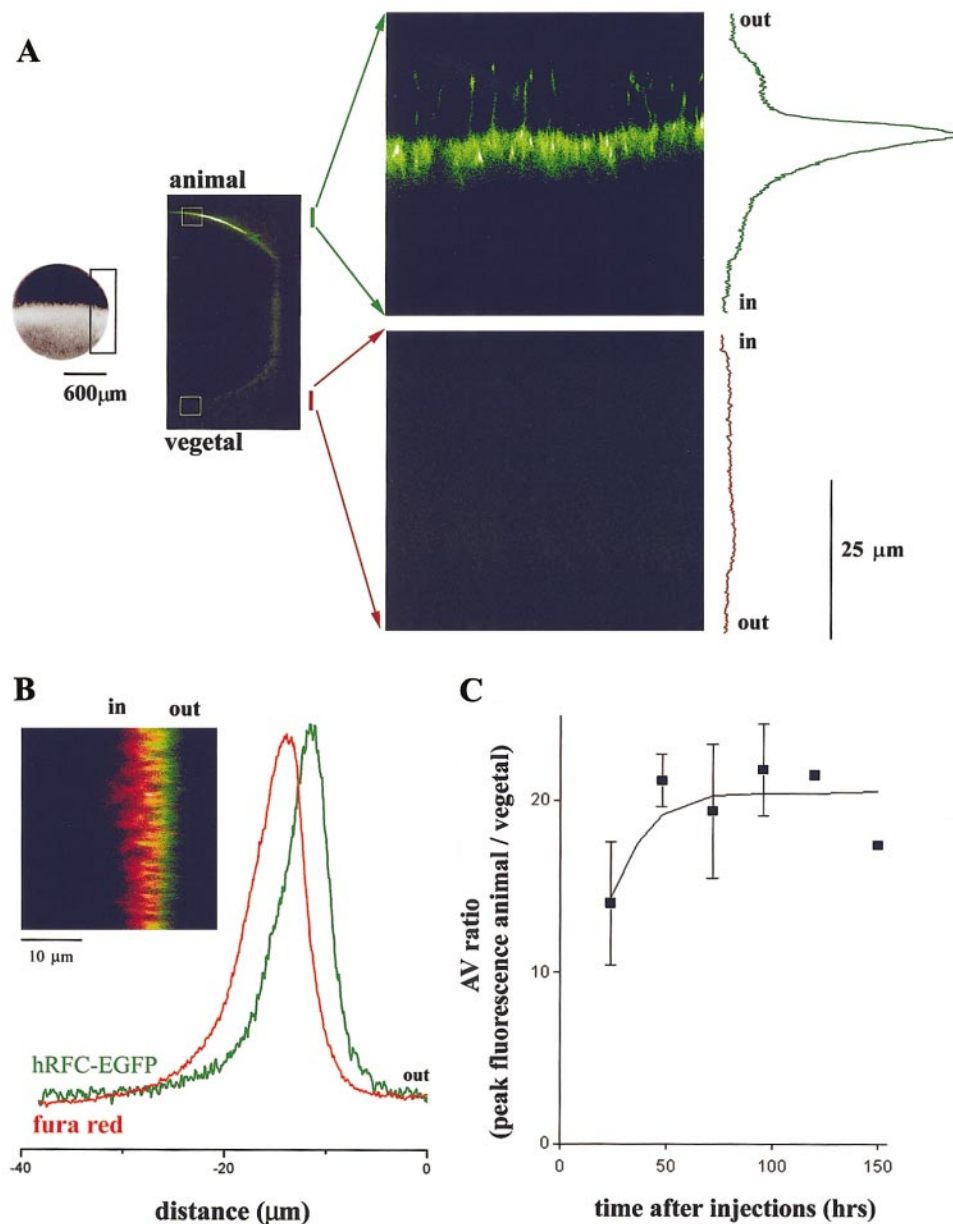 A
out
animal
in
in
600μm
vegetal
25 μm
out
B
in
out
10 μm
hRFC-EGFP
out
fura red
-40
-20
0
distance (μm)
C
AV ratio
(peak fluorescence animal / vegetal)
20
10
0
0
50
100
150
time after injections (hrs)